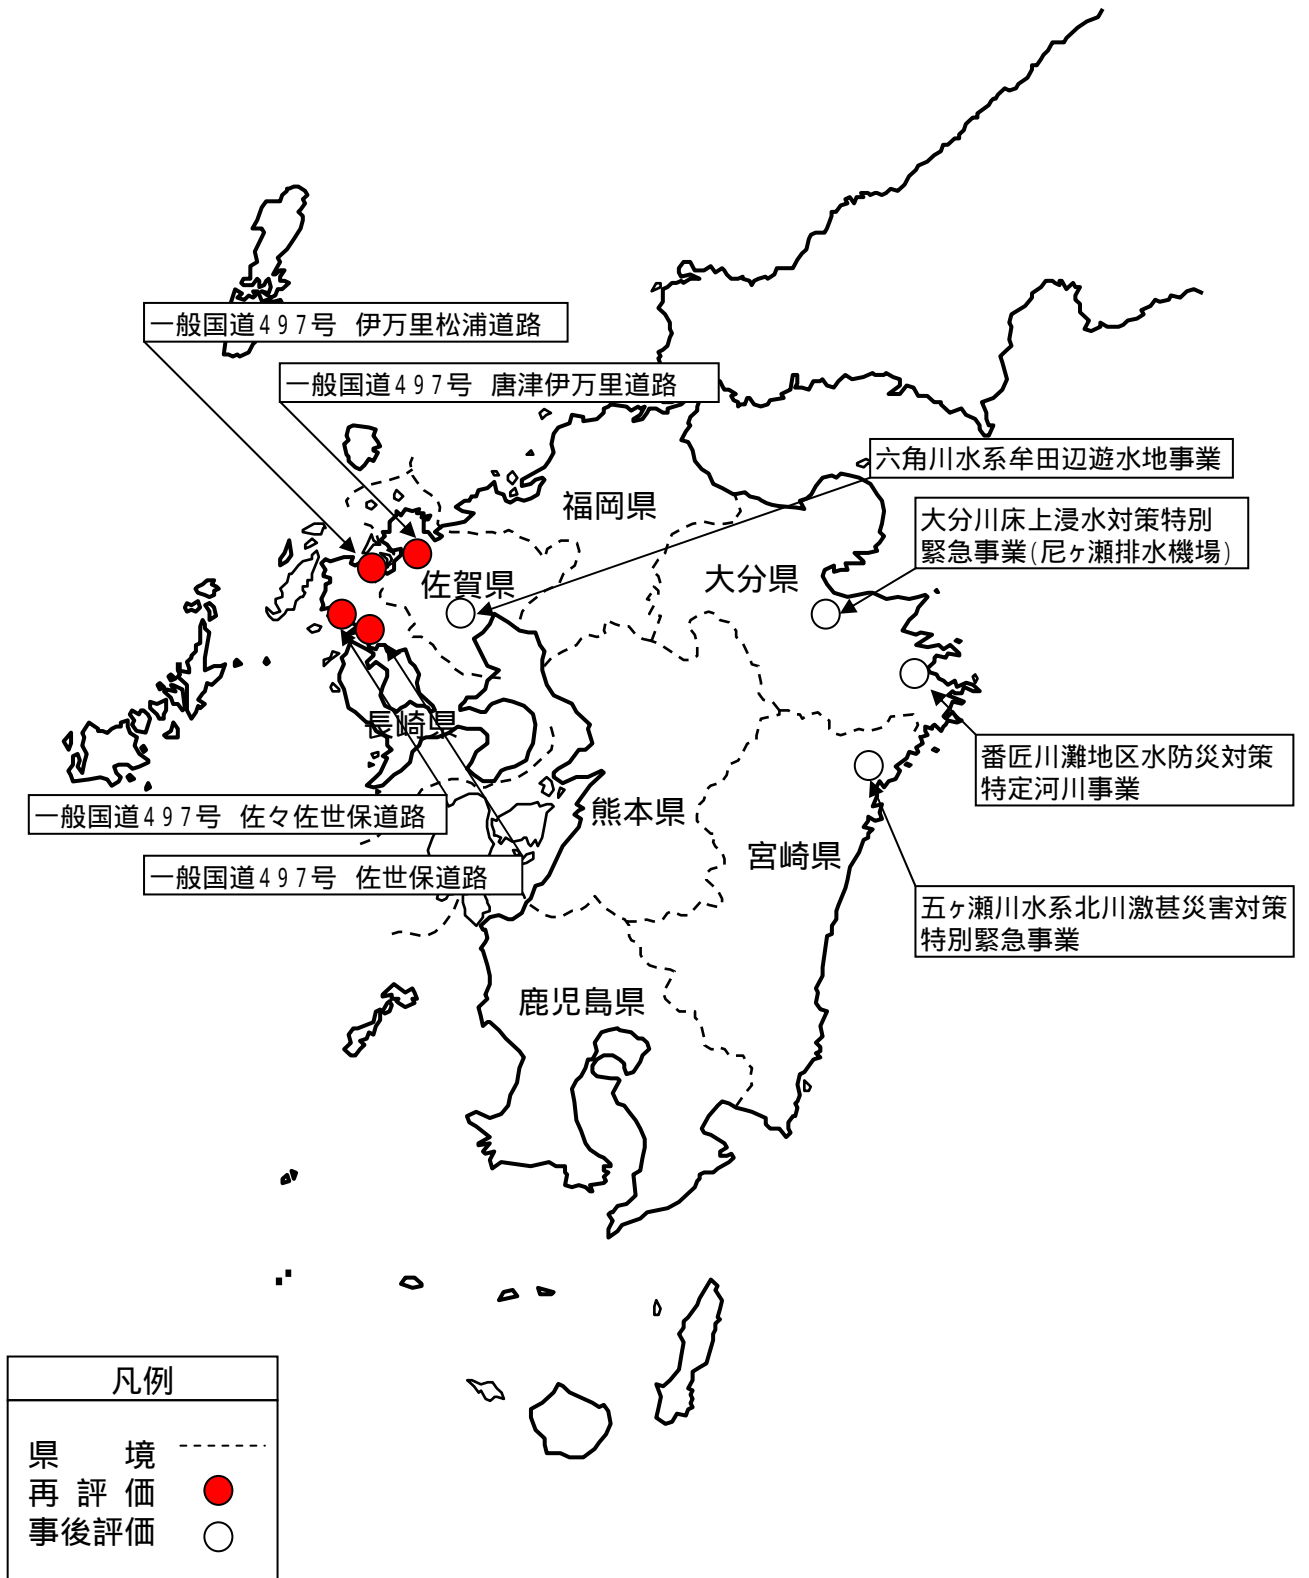 一般国道497号 伊万里松浦道路
一般国道497号 唐津伊万里道路
六角川水系牟田辺遊水地事業
福岡県
大分川床上浸水対策特別
緊急事業(尼ヶ瀬排水機場)
佐賀県
大分県
長崎県
番匠川灘地区水防災対策
特定河川事業
一般国道497号 佐々佐世保道路
熊本県
宮崎県
一般国道497号 佐世保道路
五ヶ瀬川水系北川激甚災害対策
特別緊急事業
鹿児島県
凡例
県 境
再評価
事後評価